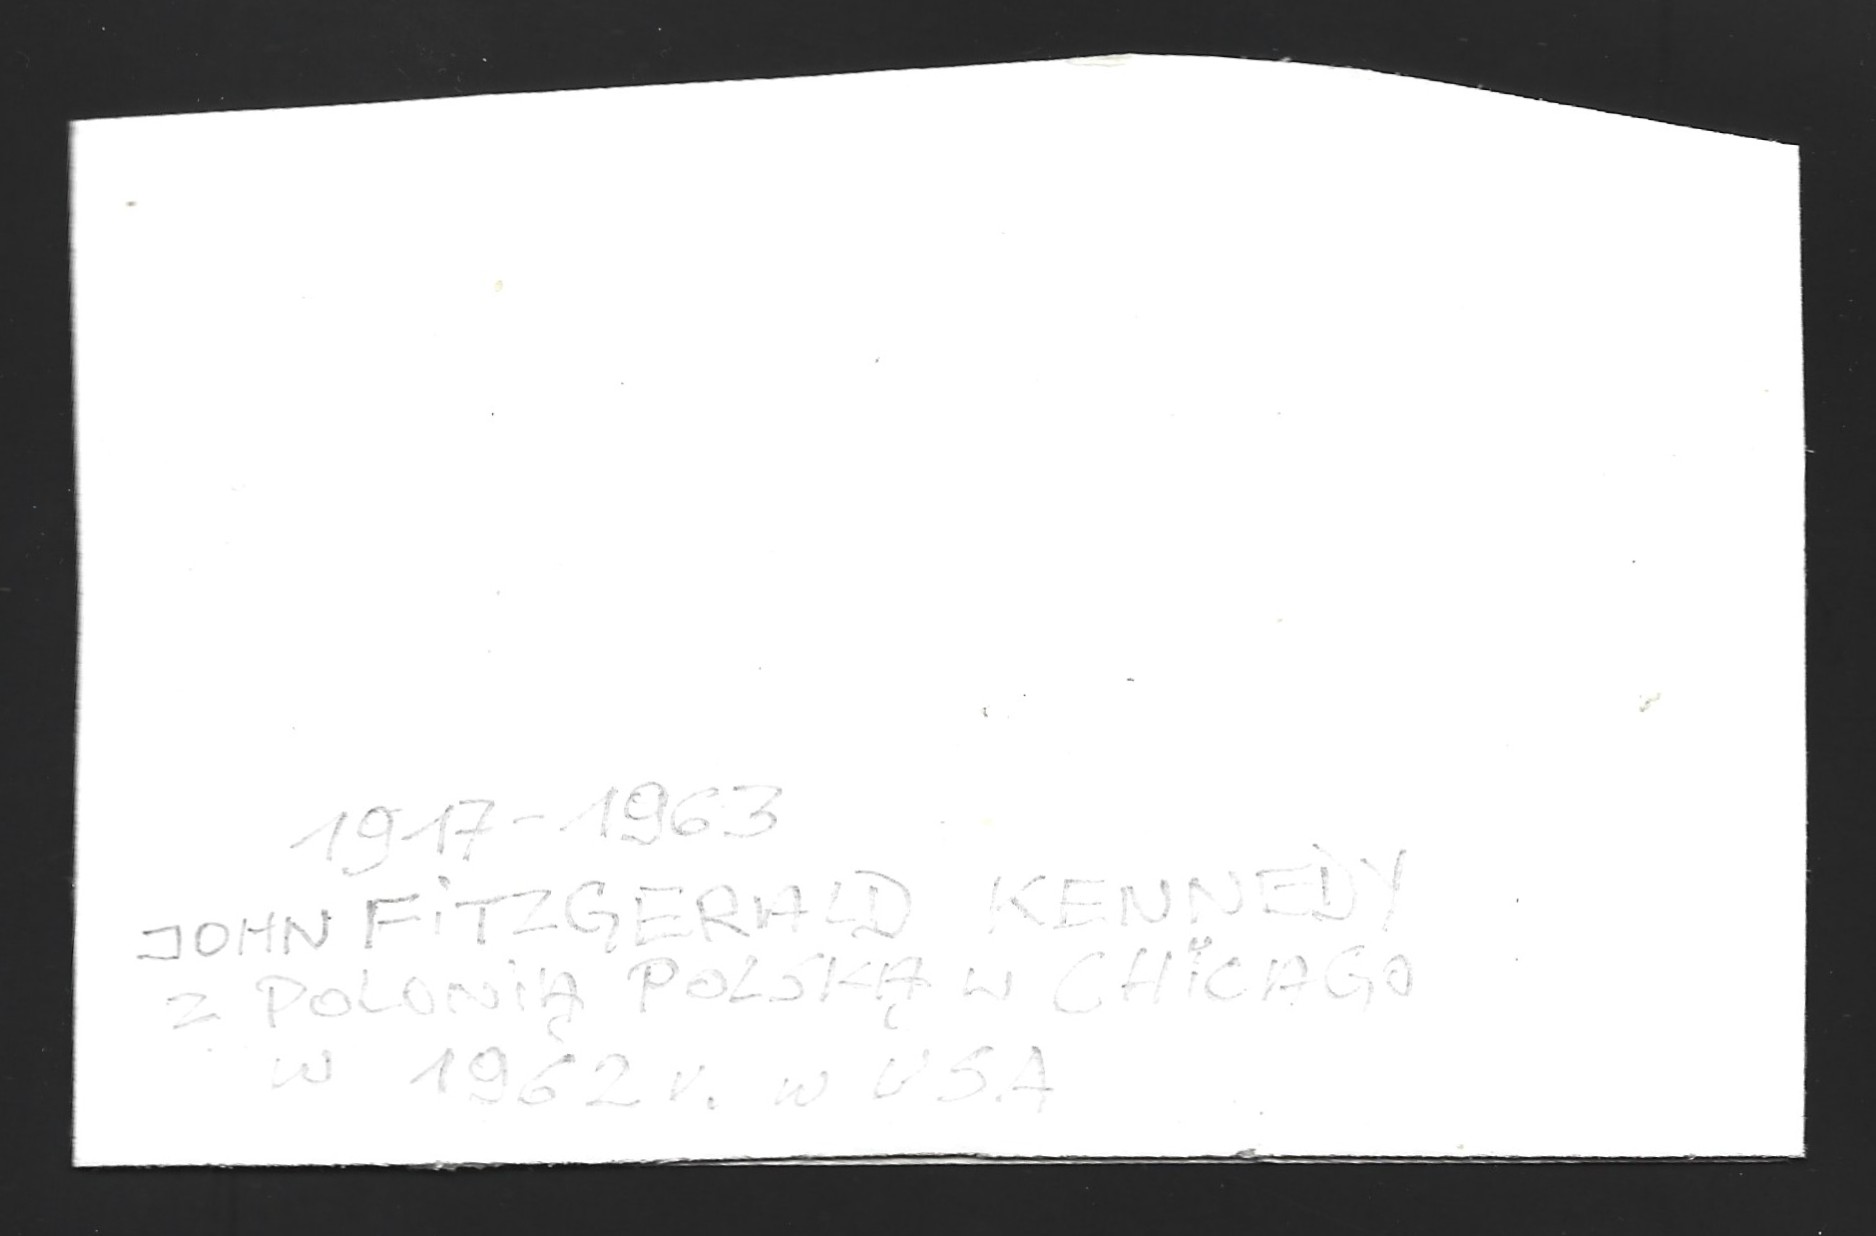 1917-1963
JOHN FiTZGERALD KENNEDY
z POLONIĄ POLSKĄ w CHiCAGO
w 1962 r. w USA